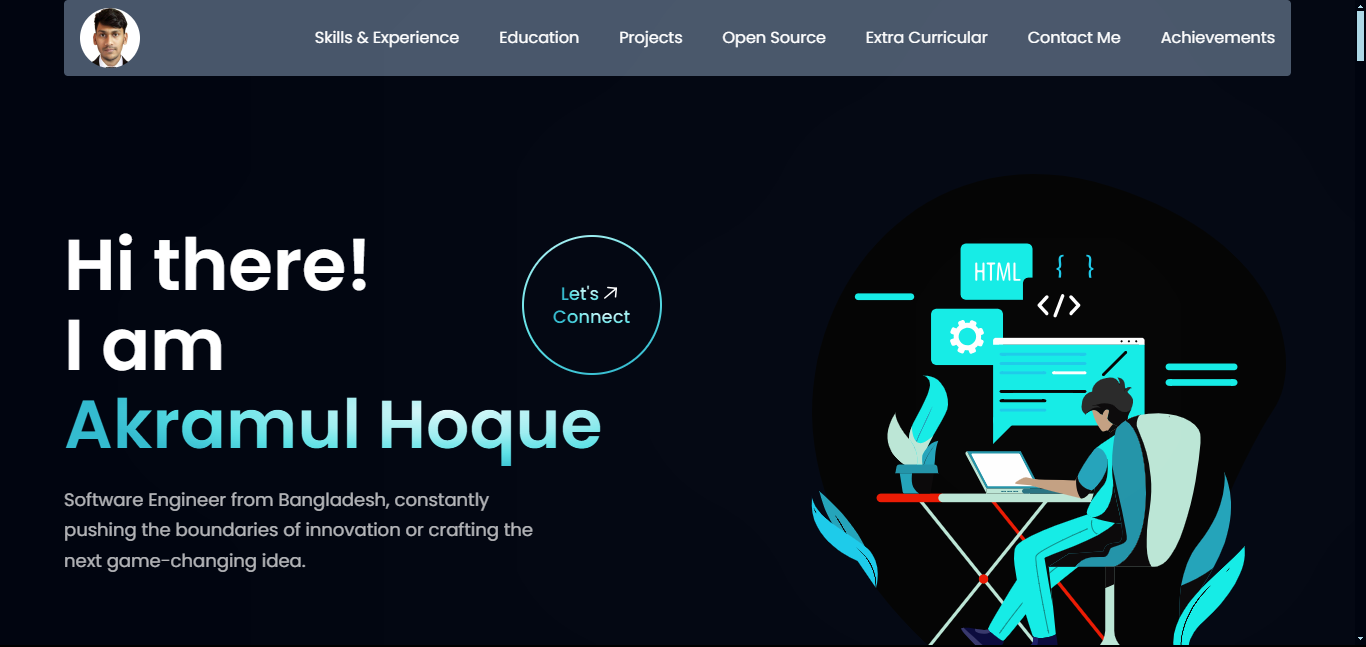 Skills & Experience Education Projects Open Source Extra Curricular Contact Me Achievements
Hi there!
I am
Akramul Hoque
Let's
Connect
Software Engineer from Bangladesh, constantly
pushing the boundaries of innovation or crafting the
next game-changing idea.
HTML
{ }
</>